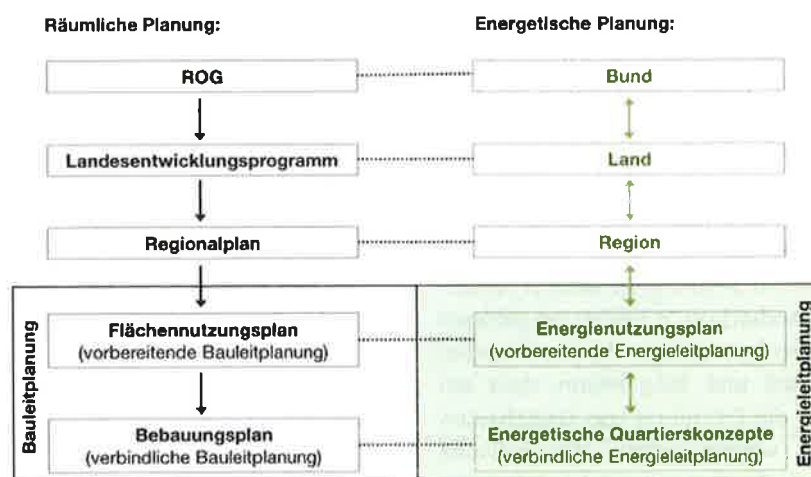 Räumliche Planung:
Energetische Planung:
ROG
Bund
Landesentwicklungsprogramm
Land
Regionalplan
Region
Bauleitplanung
Flächennutzungsplan
(vorbereitende Bauleitplanung)
Energienutzungsplan
(vorbereitende Energieleitplanung)
Bebauungsplan
(verbindliche Bauleitplanung)
Energetische Quartierskonzepte
(verbindliche Energieleitplanung)
Energieleitplanung